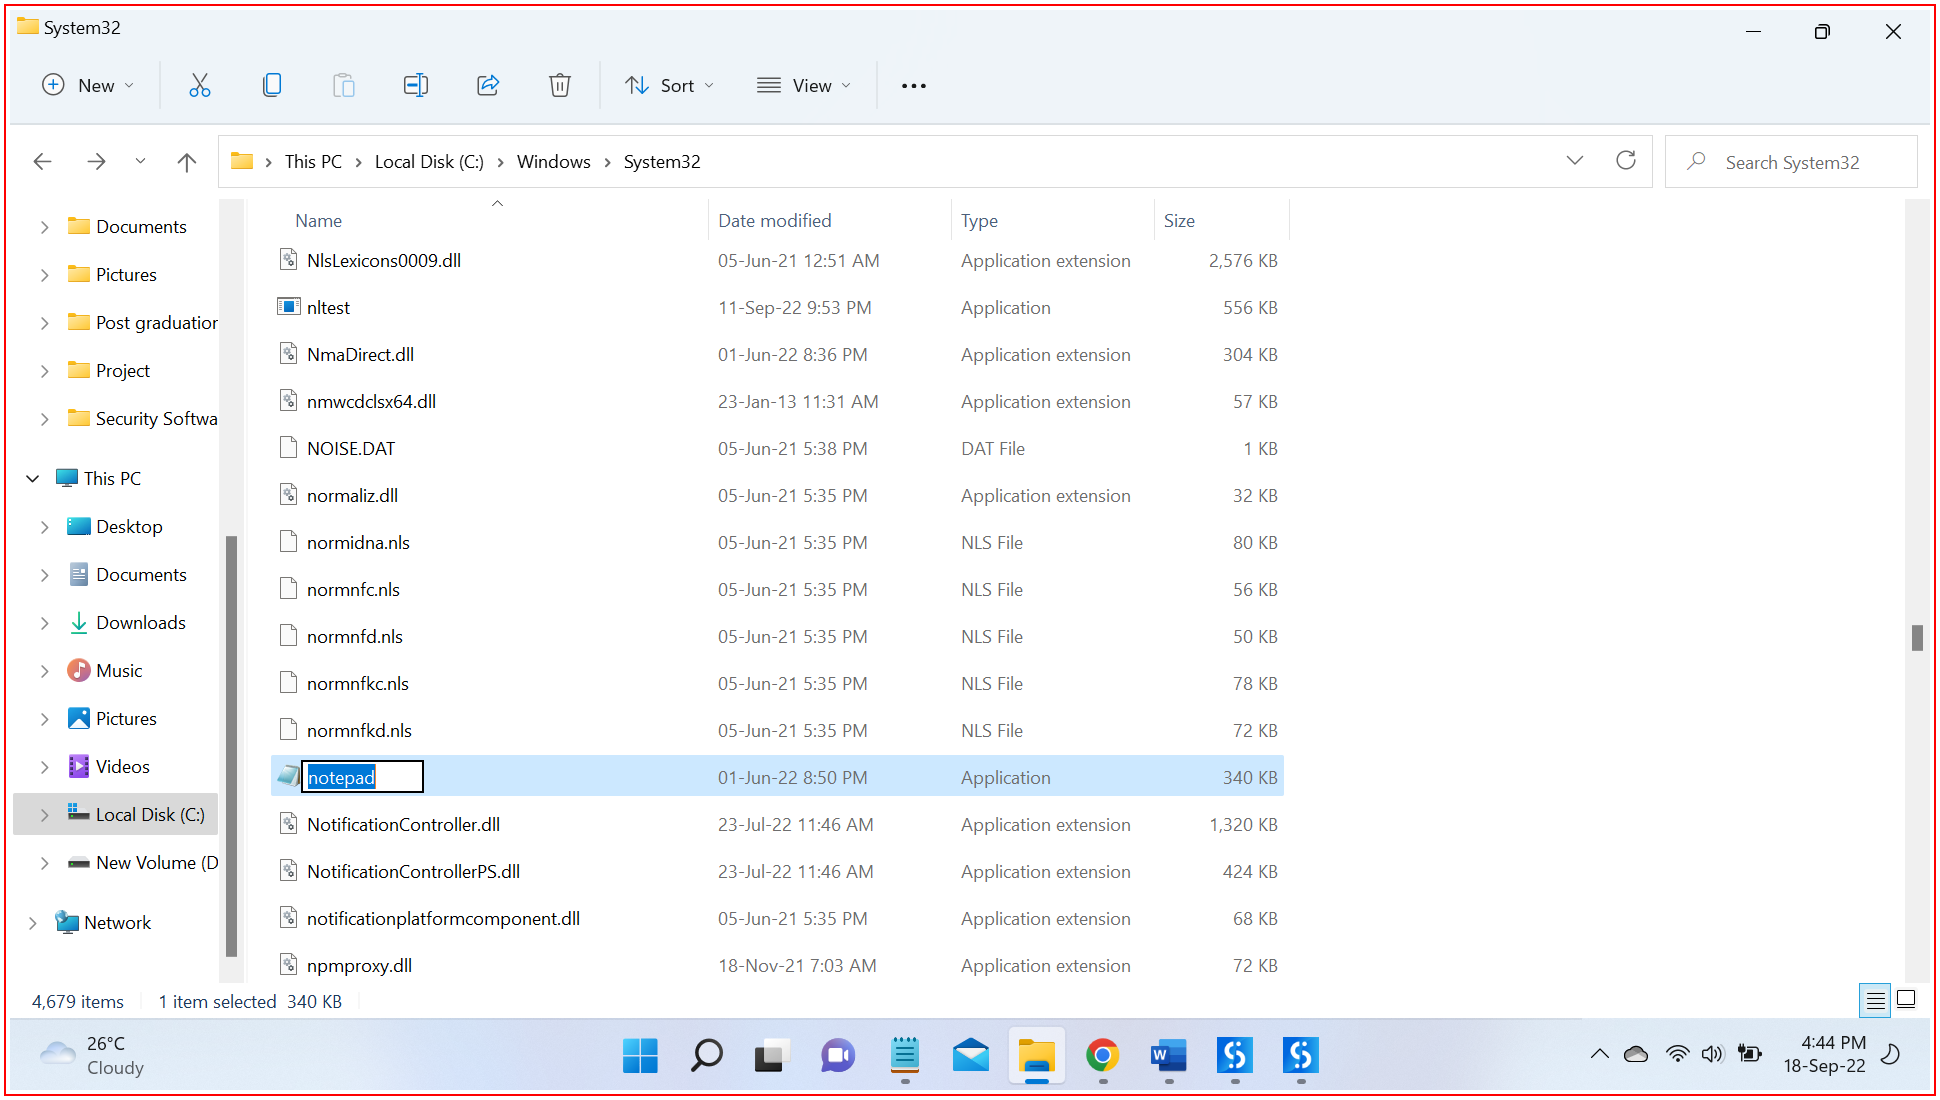 System32
New
Sort
View
This PC > Local Disk (C:) > Windows > System32
Search System32
Documents
Pictures
Post graduation
Project
Security Softwa
This PC
Desktop
Documents
Downloads
Music
Pictures
Videos
Local Disk (C:)
New Volume (D
Network
Name Date modified Type Size
NlsLexicons0009.dll 05-Jun-21 12:51 AM Application extension 2,576 KB
nltest 11-Sep-22 9:53 PM Application 556 KB
NmaDirect.dll 01-Jun-22 8:36 PM Application extension 304 KB
nmwcdclsx64.dll 23-Jan-13 11:31 AM Application extension 57 KB
NOISE.DAT 05-Jun-21 5:38 PM DAT File 1 KB
normaliz.dll 05-Jun-21 5:35 PM Application extension 32 KB
normidna.nls 05-Jun-21 5:35 PM NLS File 80 KB
normnfc.nls 05-Jun-21 5:35 PM NLS File 56 KB
normnfd.nls 05-Jun-21 5:35 PM NLS File 50 KB
normnfkc.nls 05-Jun-21 5:35 PM NLS File 78 KB
normnfkd.nls 05-Jun-21 5:35 PM NLS File 72 KB
notepad 01-Jun-22 8:50 PM Application 340 KB
NotificationController.dll 23-Jul-22 11:46 AM Application extension 1,320 KB
NotificationControllerPS.dll 23-Jul-22 11:46 AM Application extension 424 KB
notificationplatformcomponent.dll 05-Jun-21 5:35 PM Application extension 68 KB
npmproxy.dll 18-Nov-21 7:03 AM Application extension 72 KB
4,679 items 1 item selected 340 KB
26°C
Cloudy
W
4:44 PM
18-Sep-22